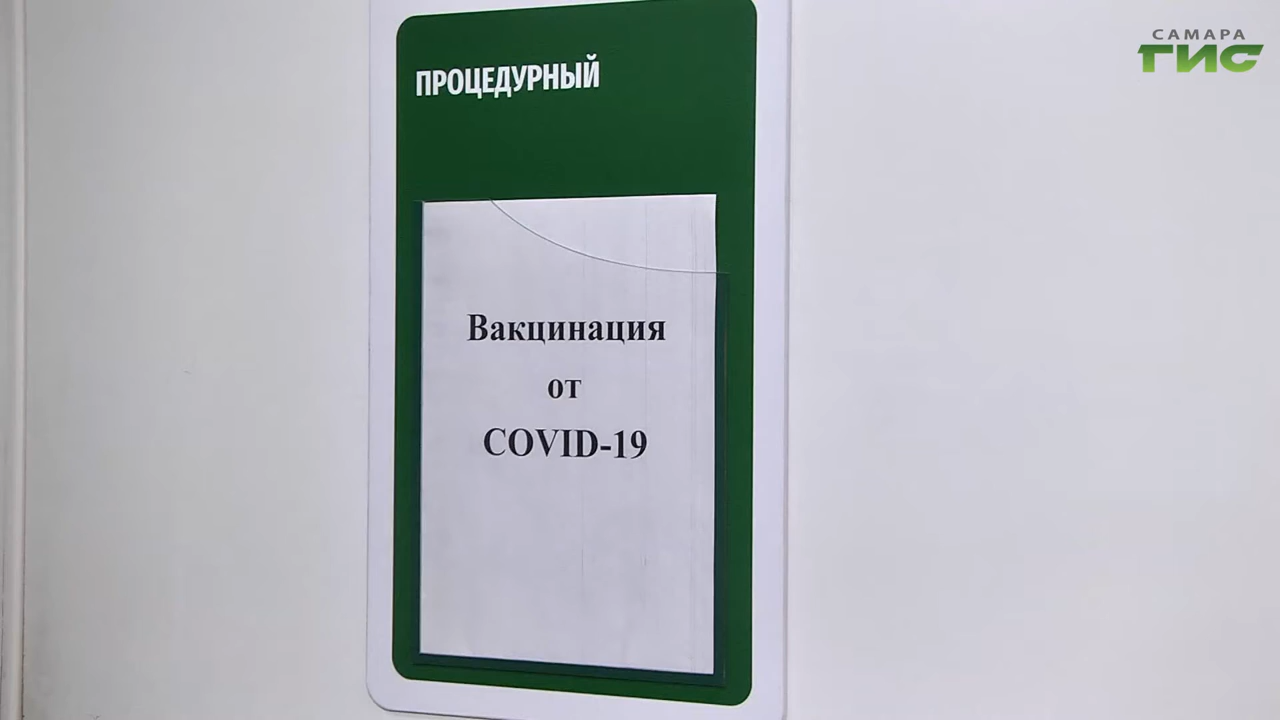 САМАРА
ГИС
ПРОЦЕДУРНЫЙ
Вакцинация
от
COVID-19